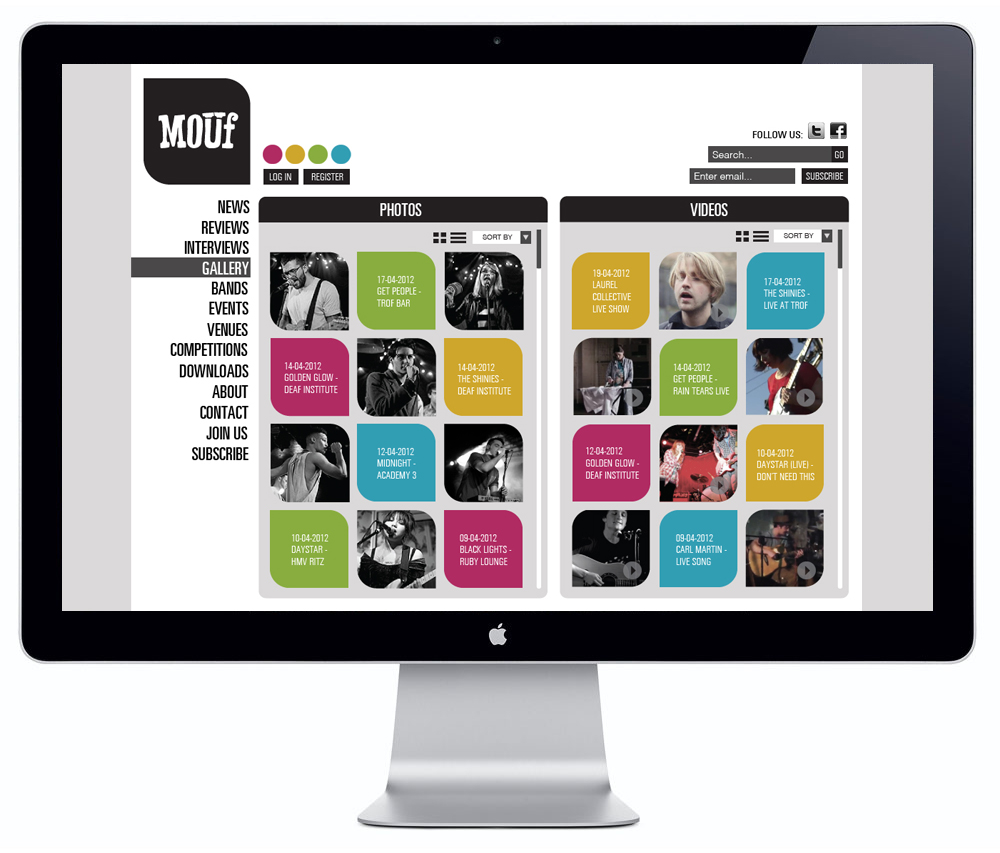 MOŪf
FOLLOW US:
Search... GO
Enter email... SUBSCRIBE
LOG IN REGISTER
NEWS
REVIEWS
INTERVIEWS
GALLERY
BANDS
EVENTS
VENUES
COMPETITIONS
DOWNLOADS
ABOUT
CONTACT
JOIN US
SUBSCRIBE
PHOTOS
SORT BY
17-04-2012
GET PEOPLE -
TROF BAR
14-04-2012
GOLDEN GLOW -
DEAF INSTITUTE
14-04-2012
THE SHINIES -
DEAF INSTITUTE
12-04-2012
MIDNIGHT -
ACADEMY 3
10-04-2012
DAYSTAR -
HMV RITZ
09-04-2012
BLACK LIGHTS -
RUBY LOUNGE
VIDEOS
SORT BY
19-04-2012
LAUREL
COLLECTIVE
LIVE SHOW
17-04-2012
THE SHINIES -
LIVE AT TROF
14-04-2012
GET PEOPLE -
RAIN TEARS LIVE
12-04-2012
GOLDEN GLOW -
DEAF INSTITUTE
10-04-2012
DAYSTAR (LIVE) -
DON'T NEED THIS
09-04-2012
CARL MARTIN -
LIVE SONG